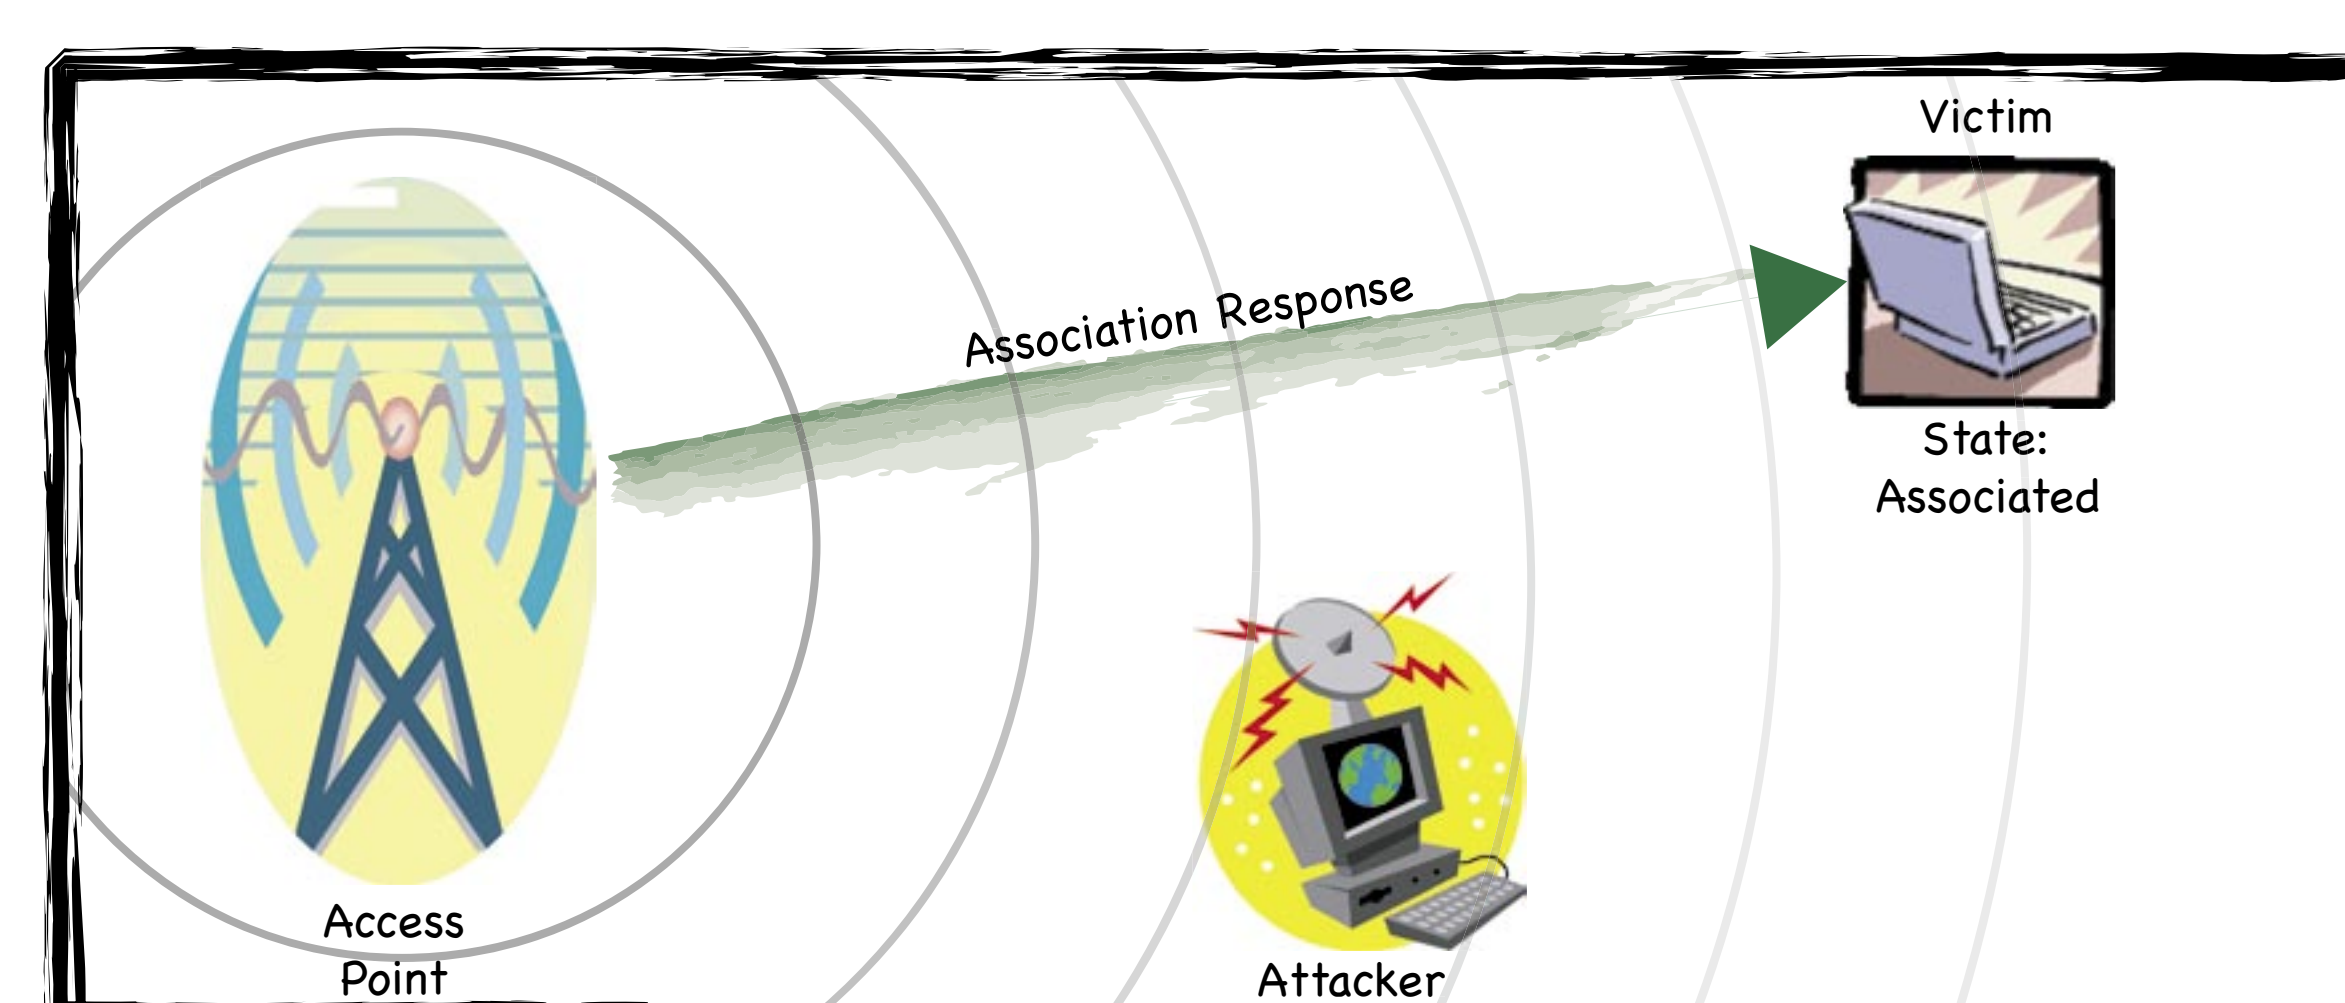 Victim
Association Response
State:
Associated
Access
Point
Attacker